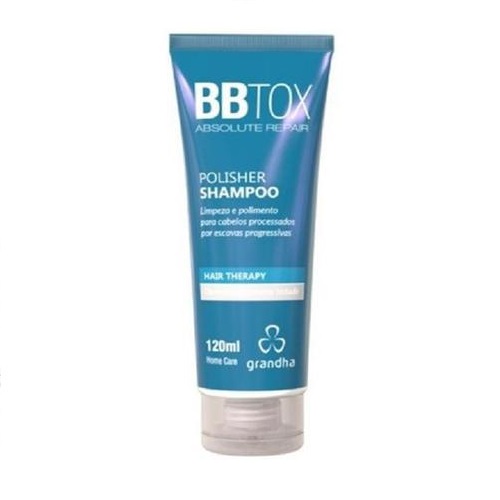 BBTOX
ABSOLUTE REPAIR
POLISHER
SHAMPOO
Limpeza e polimento
para cabelos processados
por escovas progressivas
HAIR THERAPY
120ml
Home Care
grandha